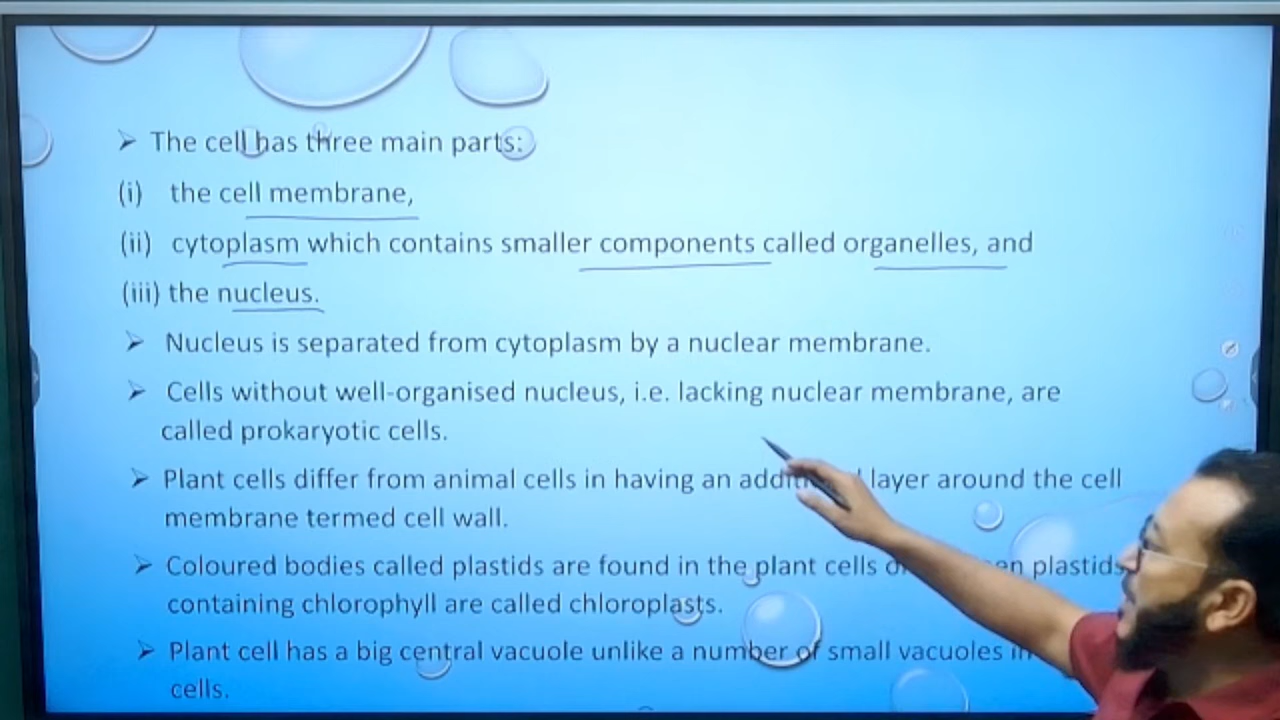 ➢ The cell has three main parts:
(i) the cell membrane,
(ii) cytoplasm which contains smaller components called organelles, and
(iii) the nucleus.
➢ Nucleus is separated from cytoplasm by a nuclear membrane.
➢ Cells without well-organised nucleus, i.e. lacking nuclear membrane, are
called prokaryotic cells.
➢ Plant cells differ from animal cells in having an layer around the cell
membrane termed cell wall.
➢ Coloured bodies called plastids are found in the plant cells plastids
containing chlorophyll are called chloroplasts.
➢ Plant cell has a big central vacuole unlike a number of small vacuoles in
cells.